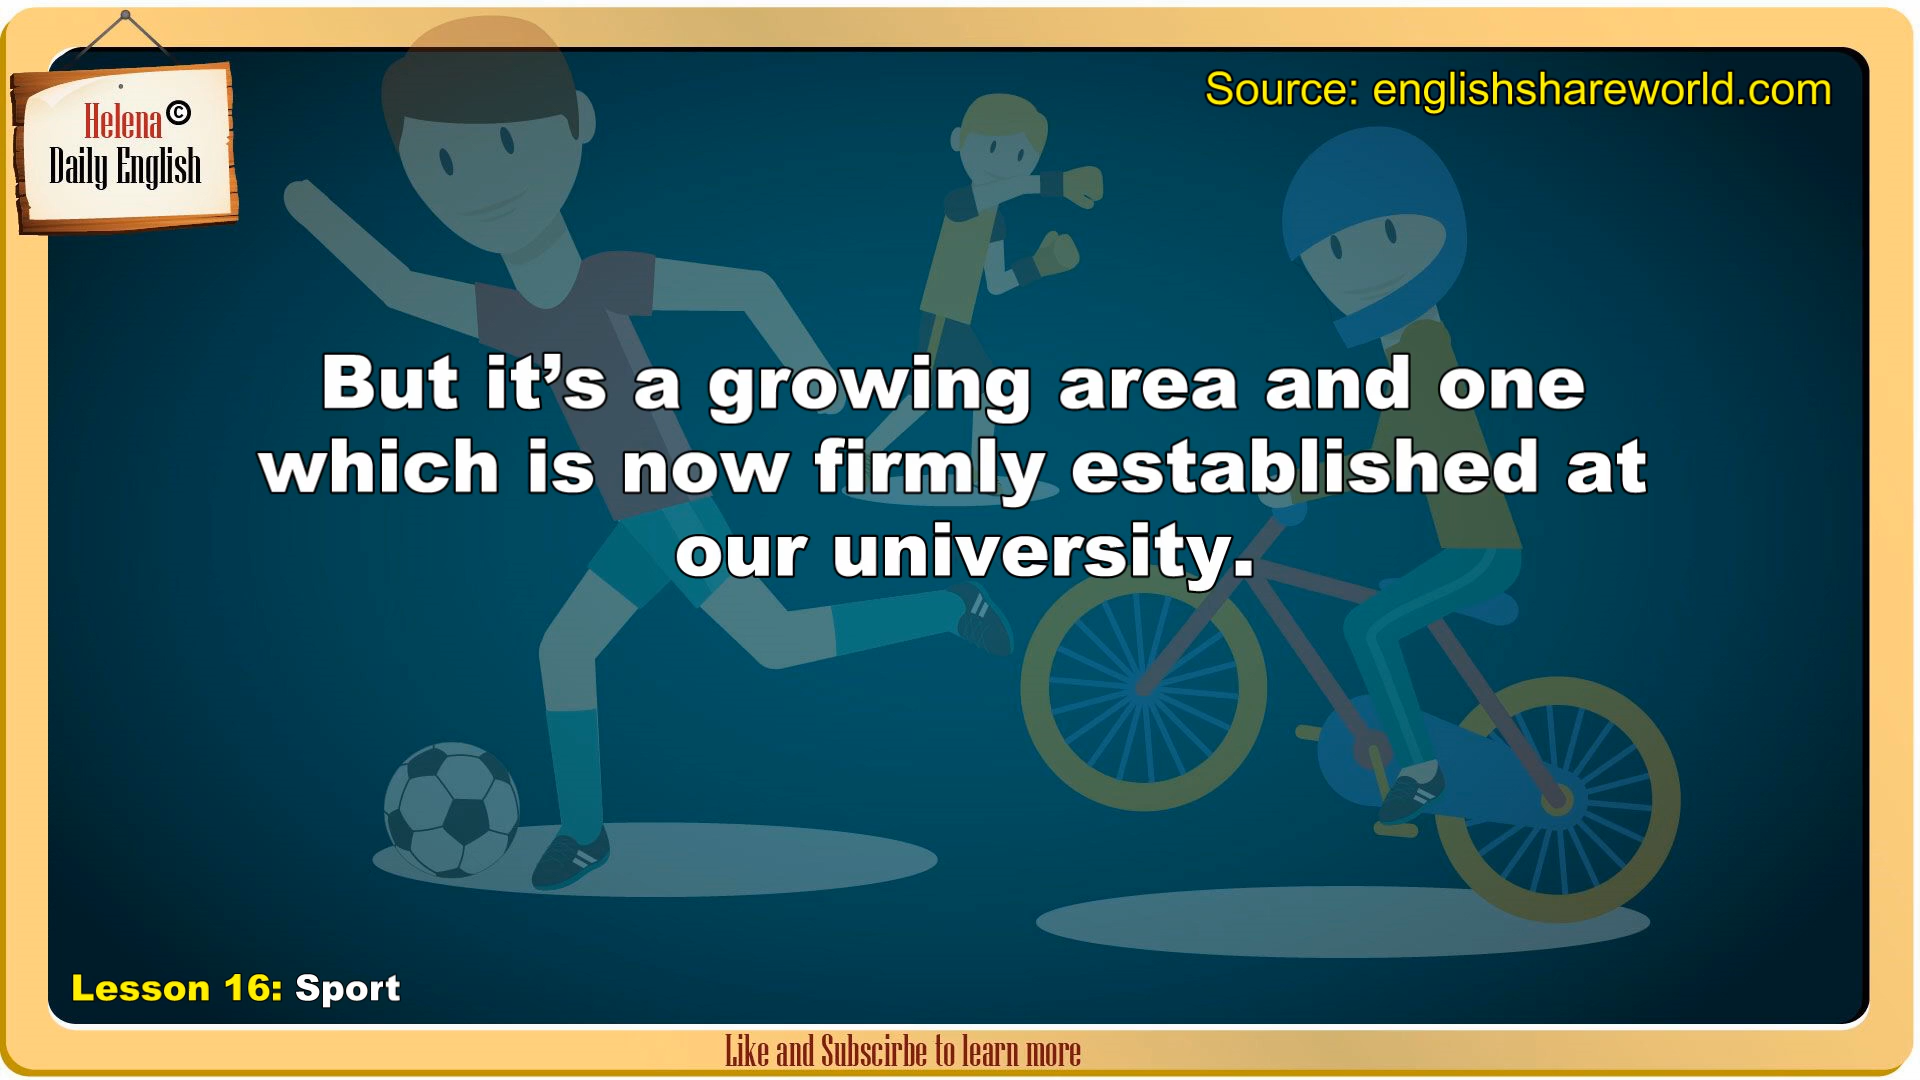 Helena ©
Daily English
Source: englishshareworld.com
But it’s a growing area and one
which is now firmly established at
our university.
Lesson 16: Sport
Like and Subscirbe to learn more